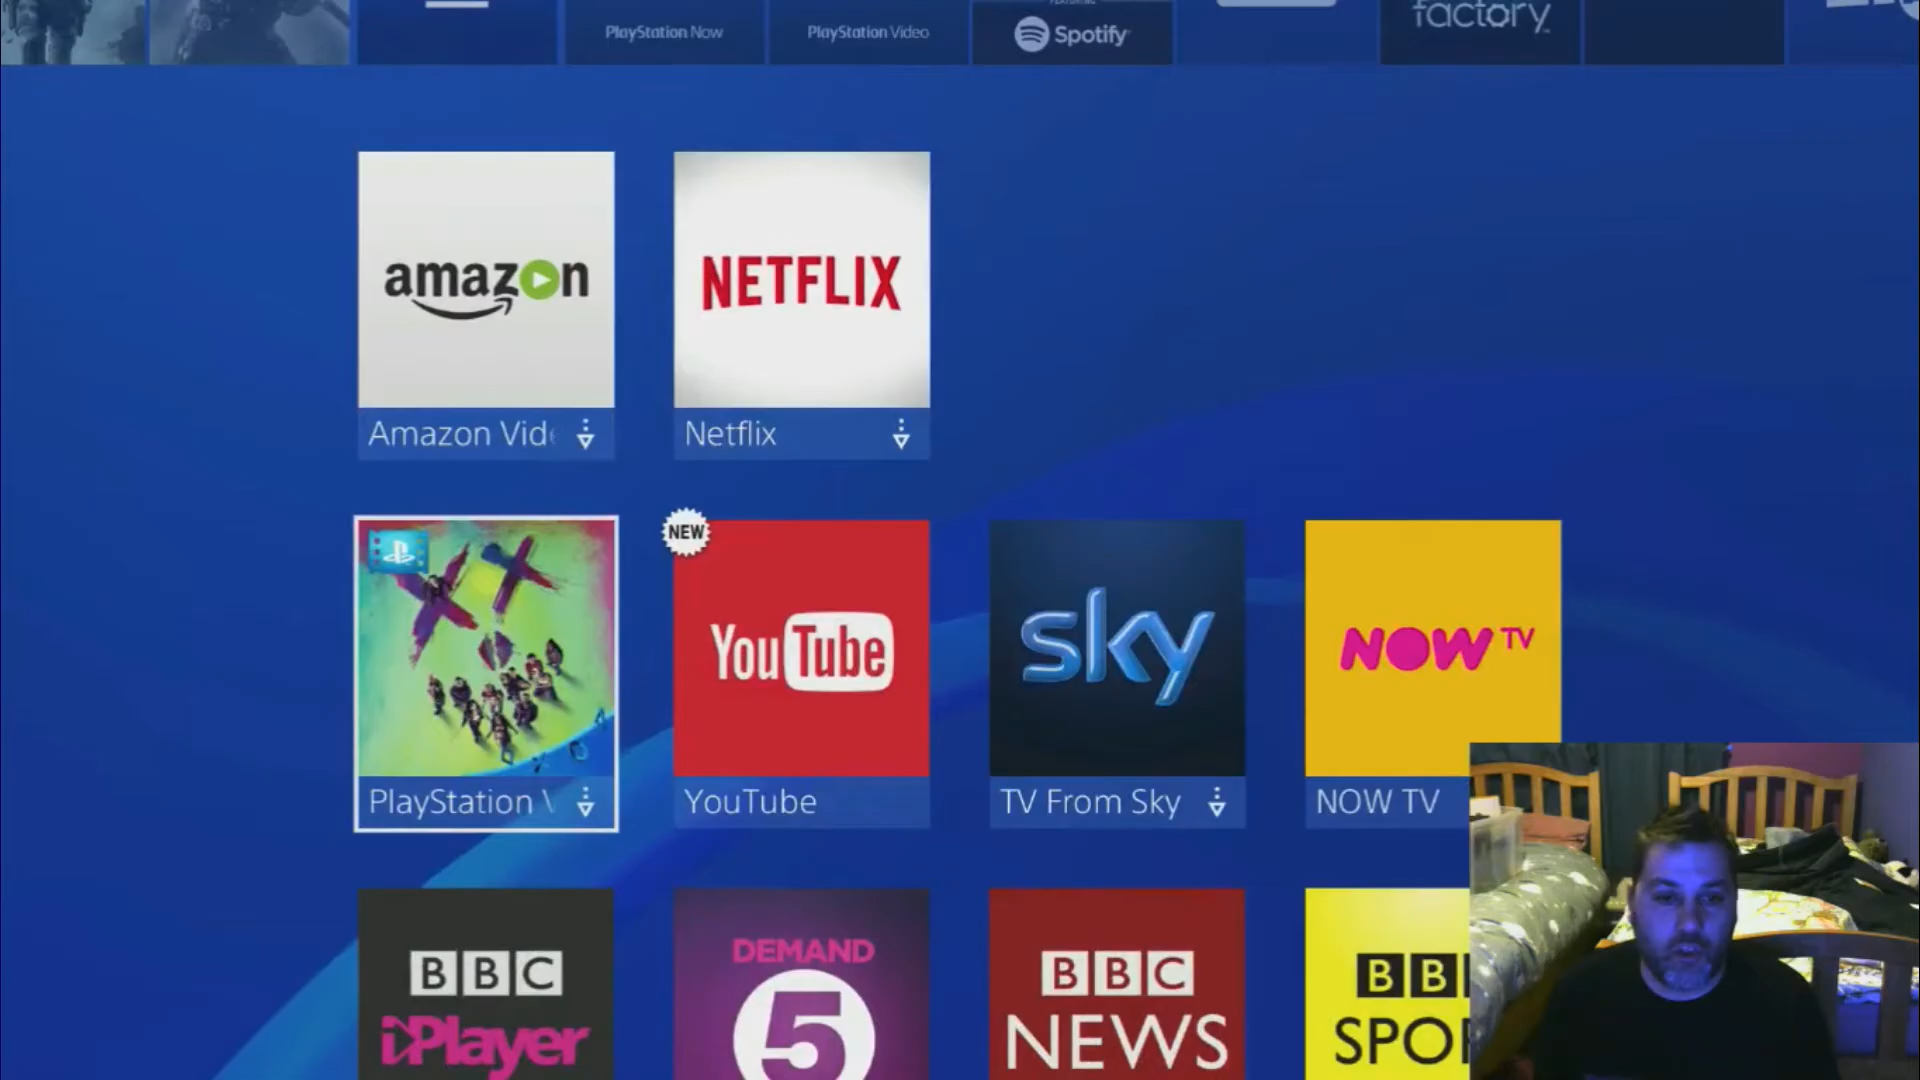 PlayStation Now
PlayStation Video
Spotify
factory
amazon
NETFLIX
Amazon Vid
Netflix
NEW
YouTube
sky
NOW TV
PlayStation V
YouTube
TV From Sky
NOW TV
BBC
iPlayer
DEMAND
5
BBC
NEWS
BB
SPO